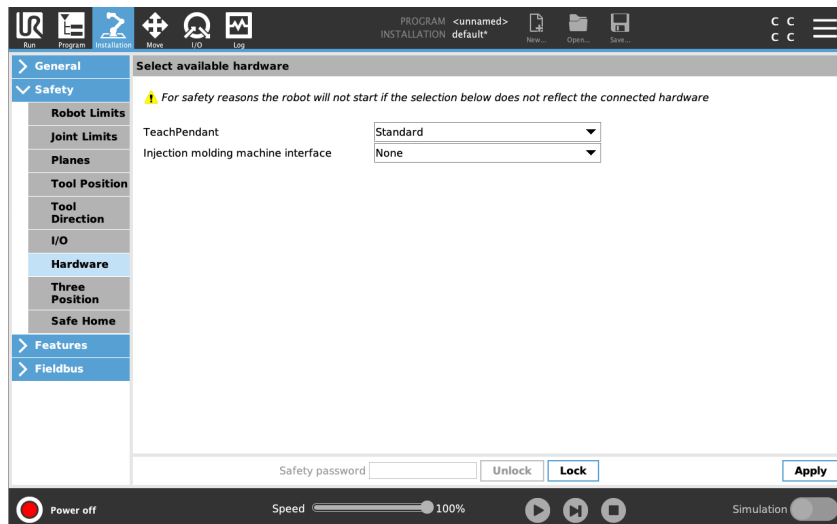 UR
PROGRAM <unnamed>
INSTALLATION default*
Run
Program
Installation
Move
I/O
Log
New...
Open...
Save...
C C
C C
General
Safety
Robot Limits
Joint Limits
Planes
Tool Position
Tool
Direction
I/O
Hardware
Three
Position
Safe Home
Features
Fieldbus
Select available hardware
For safety reasons the robot will not start if the selection below does not reflect the connected hardware
TeachPendant Standard
Injection molding machine interface None
Safety password Unlock Lock Apply
Power off Speed 100% Simulation